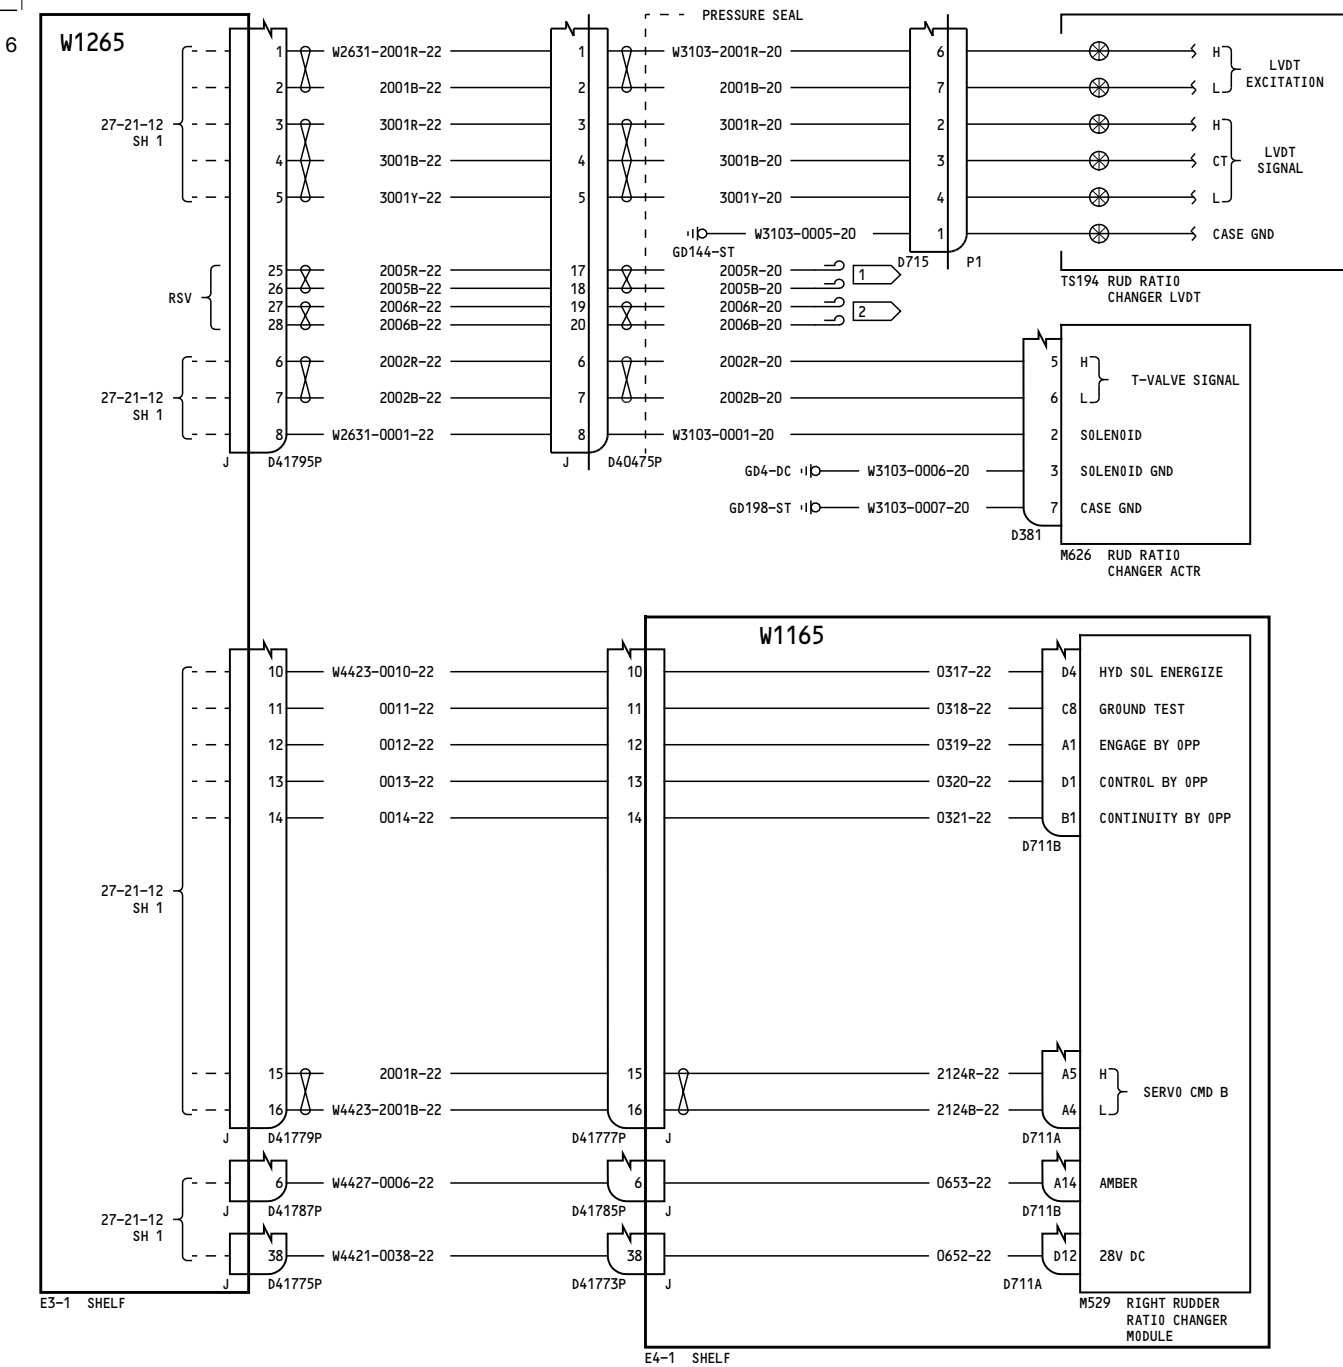 PRESSURE SEAL
6 W1265
1 W2631-2001R-22 1 W3103-2001R-20 6 H
LVDT
EXCITATION
2 2001B-22 2 2001B-20 7 L
27-21-12
SH 1
3 3001R-22 3 3001R-20 2 H
4 3001B-22 4 3001B-20 3 CT
LVDT
SIGNAL
5 3001Y-22 5 3001Y-20 4 L
W3103-0005-20 1 CASE GND
GD144-ST
D715 P1
RSV
25 2005R-22 17 2005R-20
1
26 2005B-22 18 2005B-20
27 2006R-22 19 2006R-20
2
28 2006B-22 20 2006B-20
TS194 RUD RATIO
CHANGER LVDT
6 2002R-22 6 2002R-20 5 H
T-VALVE SIGNAL
27-21-12
SH 1
7 2002B-22 7 2002B-20 6 L
8 W2631-0001-22 8 W3103-0001-20 2 SOLENOID
J D41795P J D40475P
GD4-DC W3103-0006-20 3 SOLENOID GND
GD198-ST W3103-0007-20 7 CASE GND
D381
M626 RUD RATIO
CHANGER ACTR
W1165
10 W4423-0010-22 10 0317-22 D4 HYD SOL ENERGIZE
11 0011-22 11 0318-22 C8 GROUND TEST
12 0012-22 12 0319-22 A1 ENGAGE BY OPP
13 0013-22 13 0320-22 D1 CONTROL BY OPP
14 0014-22 14 0321-22 B1 CONTINUITY BY OPP
D711B
27-21-12
SH 1
15 2001R-22 15 2124R-22 A5 H
SERVO CMD B
16 W4423-2001B-22 16 2124B-22 A4 L
J D41779P D41777P J D711A
6 W4427-0006-22 6 0653-22 A14 AMBER
J D41787P D41785P J D711B
27-21-12
SH 1
38 W4421-0038-22 38 0652-22 D12 28V DC
J D41775P D41773P J D711A
E3-1 SHELF
M529 RIGHT RUDDER
RATIO CHANGER
MODULE
E4-1 SHELF